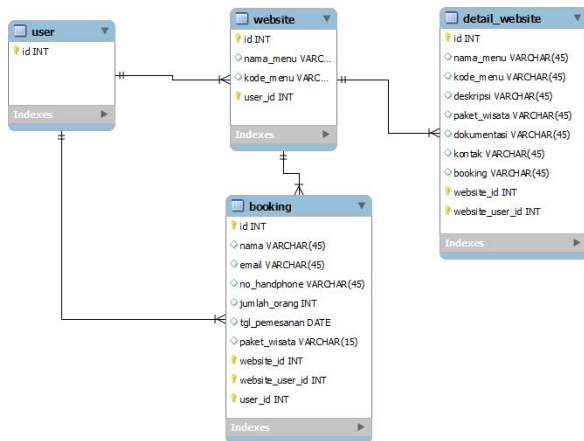 user
id INT
Indexes
website
id INT
nama_menu VARC...
kode_menu VARC...
user_id INT
Indexes
detail_website
id INT
nama_menu VARCHAR(45)
kode_menu VARCHAR(45)
deskripsi VARCHAR(45)
paket_wisata VARCHAR(45)
dokumentasi VARCHAR(45)
kontak VARCHAR(45)
booking VARCHAR(45)
website_id INT
website_user_id INT
Indexes
booking
id INT
nama VARCHAR(45)
email VARCHAR(45)
no_handphone VARCHAR(45)
jumlah_orang INT
tgl_pemesanan DATE
paket_wisata VARCHAR(15)
website_id INT
website_user_id INT
user_id INT
Indexes